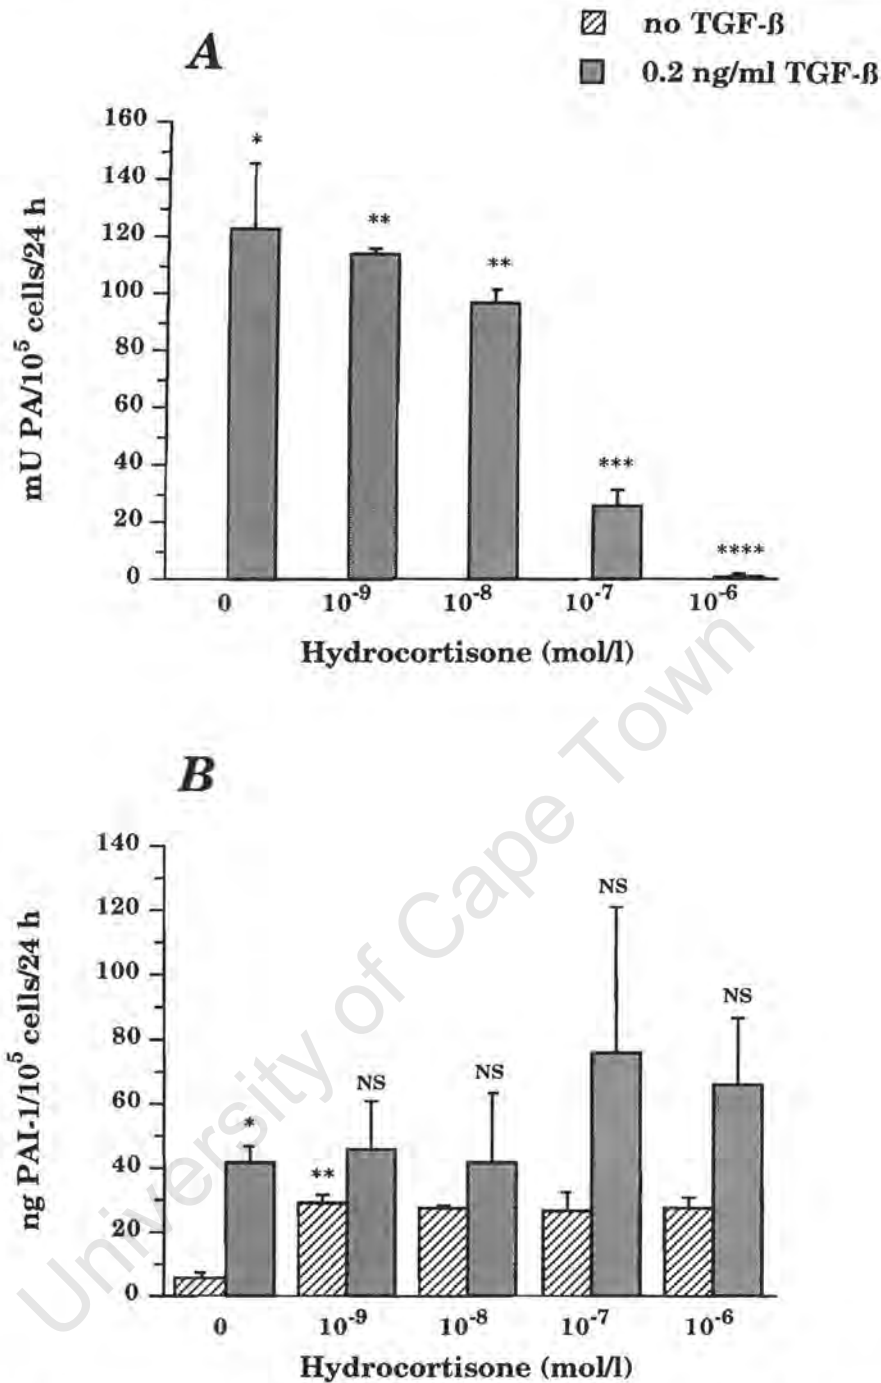 A
no TGF-ß
0.2 ng/ml TGF-ß
mU PA/10⁵ cells/24 h
160
140
120
100
80
60
40
20
0
*
**
**
***
****
0 10⁻⁹ 10⁻⁸ 10⁻⁷ 10⁻⁶
Hydrocortisone (mol/l)
B
ng PAI-1/10⁵ cells/24 h
140
120
100
80
60
40
20
0
*
**
NS
NS
NS
NS
0 10⁻⁹ 10⁻⁸ 10⁻⁷ 10⁻⁶
Hydrocortisone (mol/l)
University of Cape Town